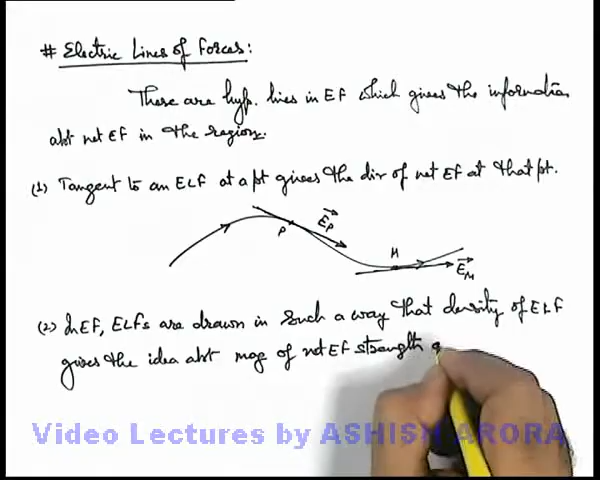 # Electric Lines of Forces:
These are hyp. lines in EF which gives the information
abt net EF in the region.
(1) Tangent to an ELF at a pt gives the dir of net EF at that pt.
P E_P
M E_M
(2) In EF, ELFs are drawn in such a way that density of ELF
gives the idea abt mag of net EF strength
Video Lectures by ASHISH ARORA